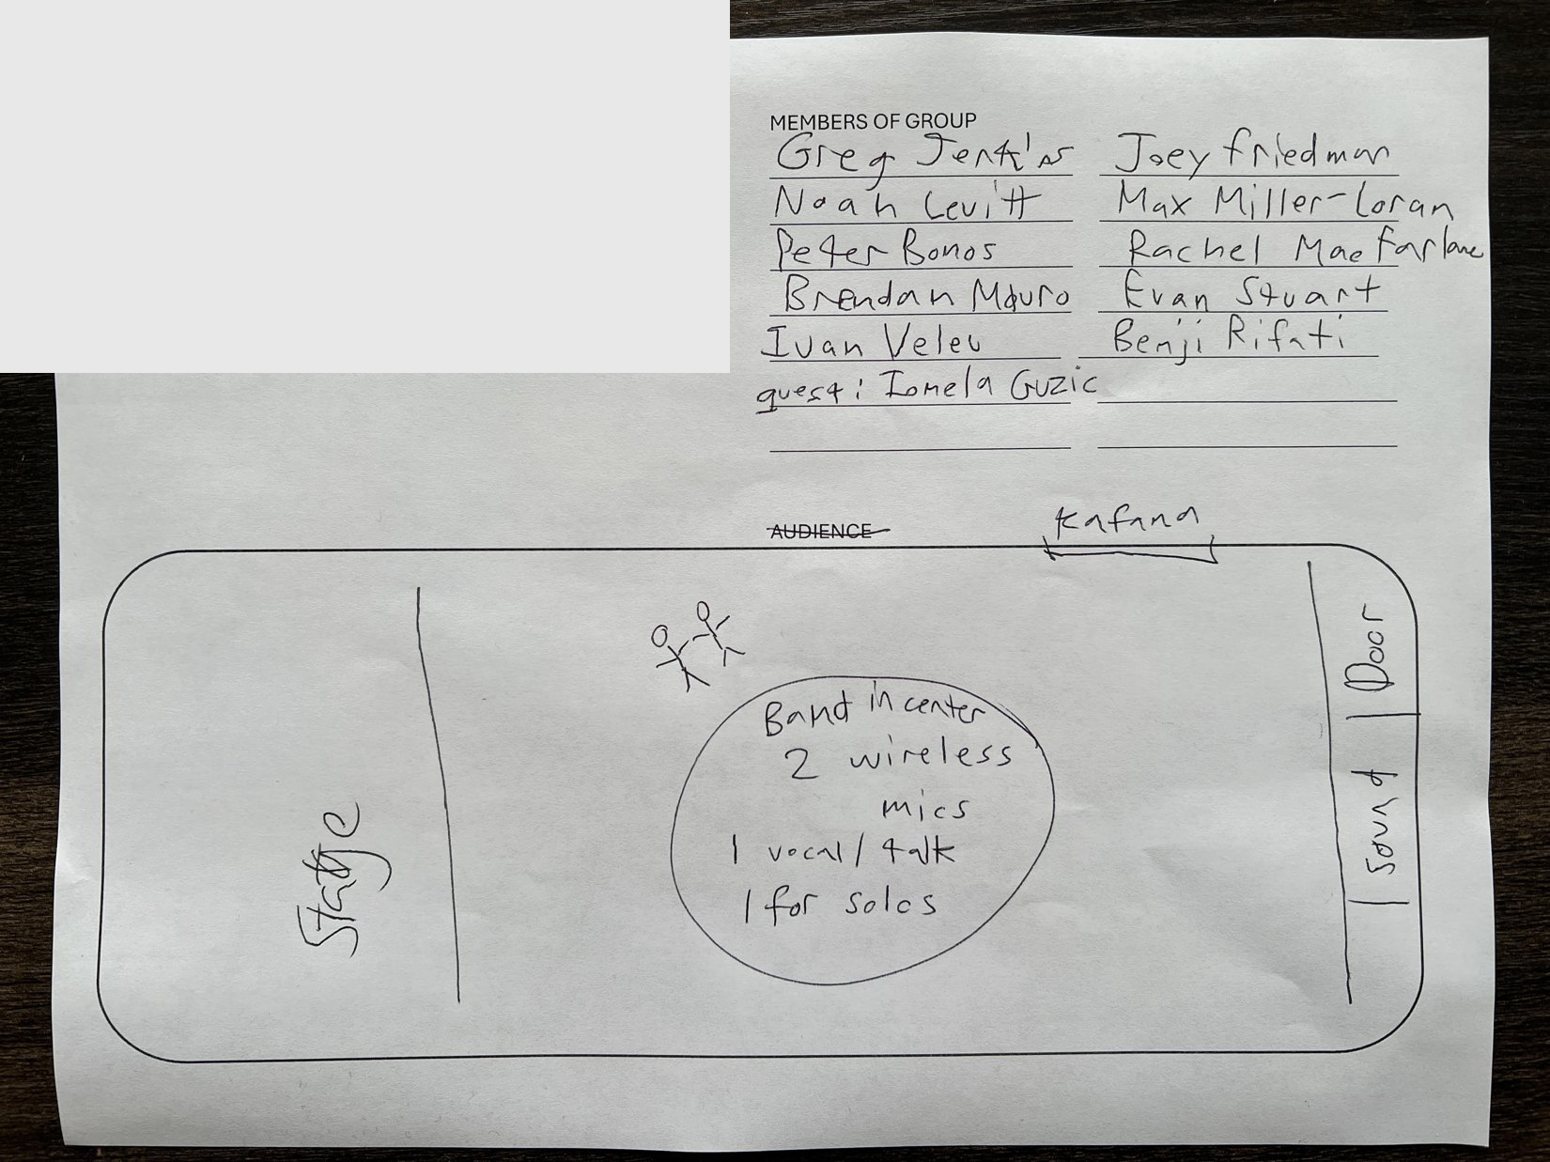 MEMBERS OF GROUP
Greg Jenkins
Joey Friedman
Noah Levitt
Max Miller-Loran
Peter Bonos
Rachel MacFarlane
Brendan Mauro
Evan Stuart
Ivan Velev
Benji Rifati
guest: Ismela Guzic
AUDIENCE
Kafana
Band in center
2 wireless
mics
1 vocal/talk
1 for solos
Stage
Door
Sound